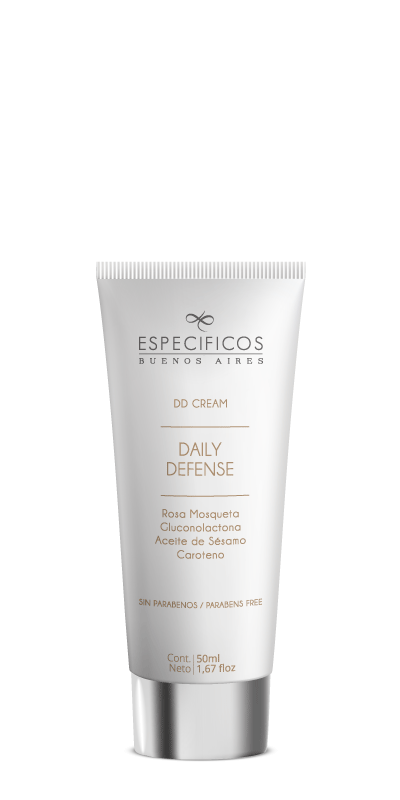 ESPECIFICOS
BUENOS AIRES
DD CREAM
DAILY
DEFENSE
Rosa Mosqueta
Gluconolactona
Aceite de Sésamo
Caroteno
SIN PARABENOS / PARABENS FREE
Cont. 50ml
Neto 1,67 floz